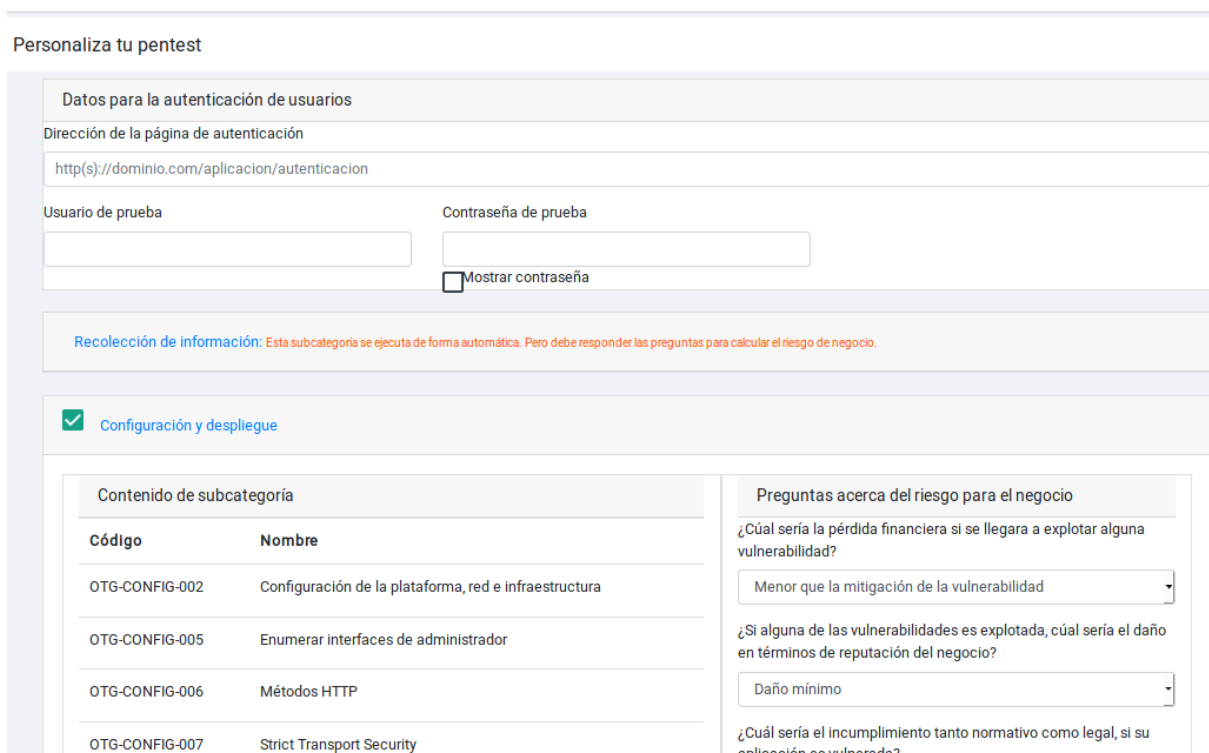 Personaliza tu pentest
Datos para la autenticación de usuarios
Dirección de la página de autenticación
http(s)://dominio.com/aplicacion/autenticacion
Usuario de prueba
Contraseña de prueba
Mostrar contraseña
Recolección de información: Esta subcategoría se ejecuta de forma automática. Pero debe responder las preguntas para calcular el riesgo de negocio.
Configuración y despliegue
Contenido de subcategoría
Código Nombre
OTG-CONFIG-002 Configuración de la plataforma, red e infraestructura
OTG-CONFIG-005 Enumerar interfaces de administrador
OTG-CONFIG-006 Métodos HTTP
OTG-CONFIG-007 Strict Transport Security
Preguntas acerca del riesgo para el negocio
¿Cúal sería la pérdida financiera si se llegara a explotar alguna
vulnerabilidad?
Menor que la mitigación de la vulnerabilidad
¿Si alguna de las vulnerabilidades es explotada, cúal sería el daño
en términos de reputación del negocio?
Daño mínimo
¿Cuál sería el incumplimiento tanto normativo como legal, si su
aplicación es vulnerada?